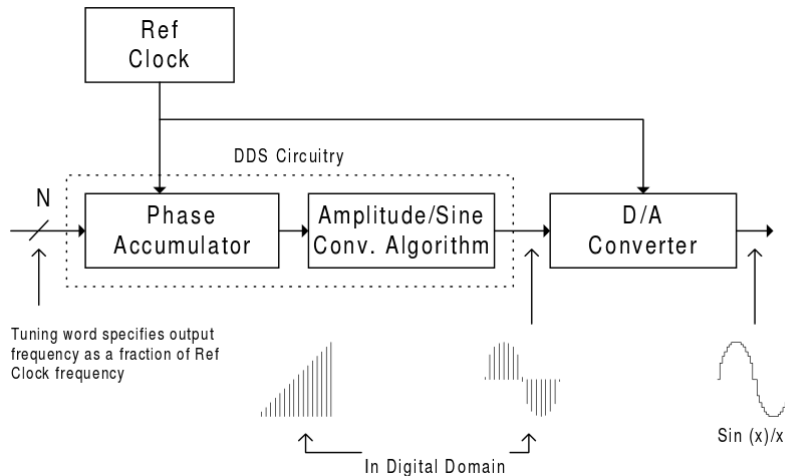 Ref
Clock
DDS Circuitry
N
Phase
Accumulator
Amplitude/Sine
Conv. Algorithm
D/A
Converter
Tuning word specifies output
frequency as a fraction of Ref
Clock frequency
In Digital Domain
Sin (x)/x